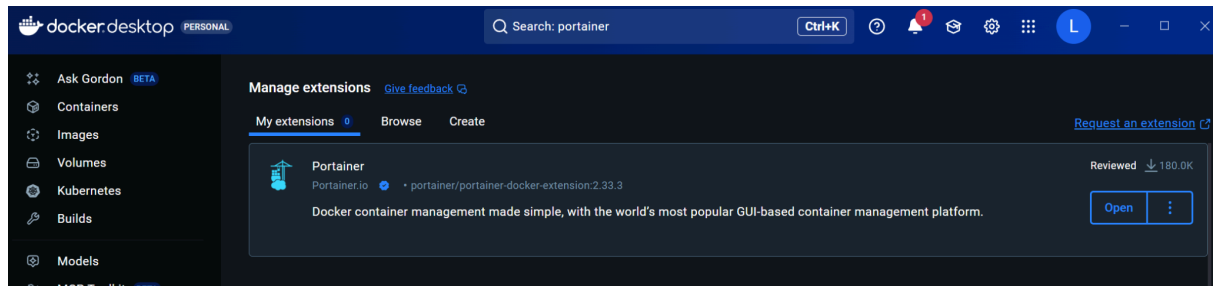 docker.desktop PERSONAL
Search: portainer
Ctrl+K
1
L
Ask Gordon BETA
Containers
Images
Volumes
Kubernetes
Builds
Models
Manage extensions Give feedback
My extensions 0 Browse Create
Request an extension
Portainer
Portainer.io • portainer/portainer-docker-extension:2.33.3
Docker container management made simple, with the world's most popular GUI-based container management platform.
Reviewed 180.0K
Open